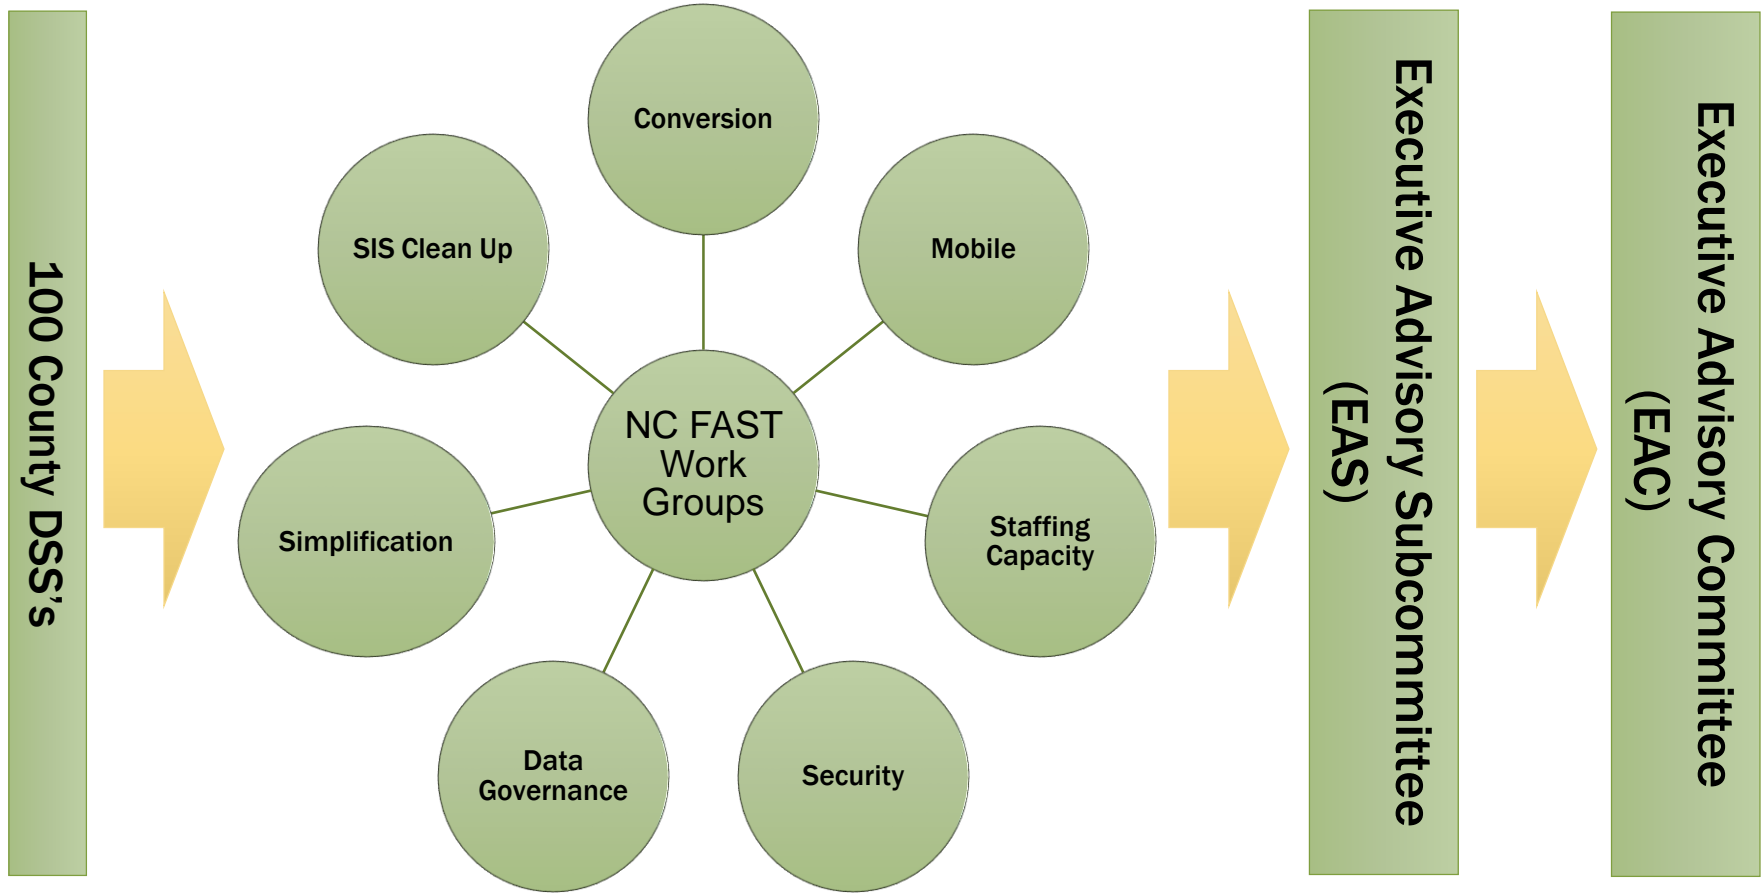 100 County DSS's
Conversion
SIS Clean Up
Mobile
NC FAST
Work
Groups
Simplification
Staffing
Capacity
Data
Governance
Security
Executive Advisory Subcommittee
(EAS)
Executive Advisory Committee
(EAC)